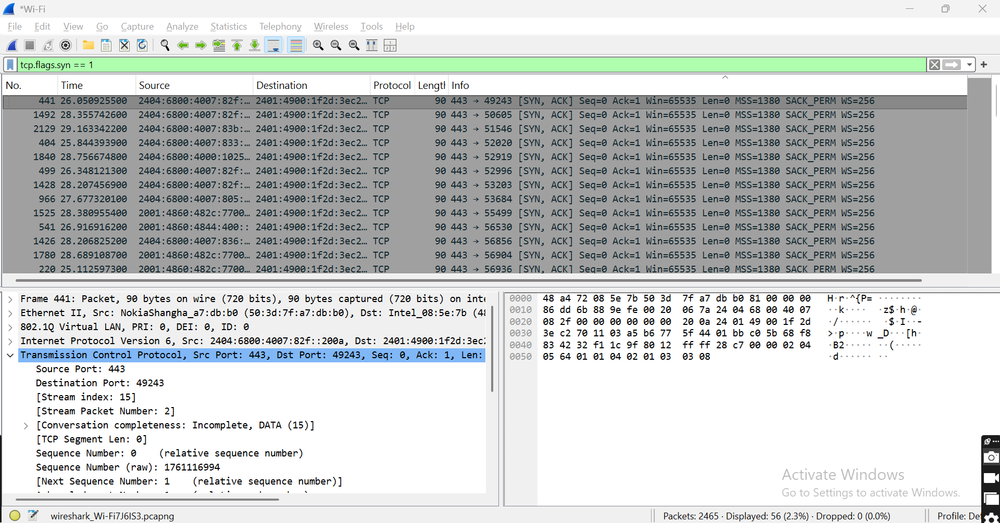 *Wi-Fi
File Edit View Go Capture Analyze Statistics Telephony Wireless Tools Help
tcp.flags.syn == 1
No. Time Source Destination Protocol Length Info
441 26.050925500 2404:6800:4007:82f:… 2401:4900:1f2d:3ec2… TCP 90 443 → 49243 [SYN, ACK] Seq=0 Ack=1 Win=65535 Len=0 MSS=1380 SACK_PERM WS=256
1492 28.355742600 2404:6800:4007:82f:… 2401:4900:1f2d:3ec2… TCP 90 443 → 50605 [SYN, ACK] Seq=0 Ack=1 Win=65535 Len=0 MSS=1380 SACK_PERM WS=256
2129 29.163342200 2404:6800:4007:83b:… 2401:4900:1f2d:3ec2… TCP 90 443 → 51546 [SYN, ACK] Seq=0 Ack=1 Win=65535 Len=0 MSS=1380 SACK_PERM WS=256
404 25.844393900 2404:6800:4007:833:… 2401:4900:1f2d:3ec2… TCP 90 443 → 52020 [SYN, ACK] Seq=0 Ack=1 Win=65535 Len=0 MSS=1380 SACK_PERM WS=256
1840 28.756674800 2404:6800:4000:1025… 2401:4900:1f2d:3ec2… TCP 90 443 → 52919 [SYN, ACK] Seq=0 Ack=1 Win=65535 Len=0 MSS=1380 SACK_PERM WS=256
499 26.348121300 2404:6800:4007:82f:… 2401:4900:1f2d:3ec2… TCP 90 443 → 52996 [SYN, ACK] Seq=0 Ack=1 Win=65535 Len=0 MSS=1380 SACK_PERM WS=256
1428 28.207456900 2404:6800:4007:82f:… 2401:4900:1f2d:3ec2… TCP 90 443 → 53203 [SYN, ACK] Seq=0 Ack=1 Win=65535 Len=0 MSS=1380 SACK_PERM WS=256
966 27.677320100 2404:6800:4007:805:… 2401:4900:1f2d:3ec2… TCP 90 443 → 53684 [SYN, ACK] Seq=0 Ack=1 Win=65535 Len=0 MSS=1380 SACK_PERM WS=256
1525 28.380955400 2001:4860:482c:7700… 2401:4900:1f2d:3ec2… TCP 90 443 → 55499 [SYN, ACK] Seq=0 Ack=1 Win=65535 Len=0 MSS=1380 SACK_PERM WS=256
541 26.916916200 2001:4860:4844:400:: 2401:4900:1f2d:3ec2… TCP 90 443 → 56530 [SYN, ACK] Seq=0 Ack=1 Win=65535 Len=0 MSS=1380 SACK_PERM WS=256
1426 28.206825200 2404:6800:4007:836:… 2401:4900:1f2d:3ec2… TCP 90 443 → 56856 [SYN, ACK] Seq=0 Ack=1 Win=65535 Len=0 MSS=1380 SACK_PERM WS=256
1780 28.689108700 2001:4860:482c:7700… 2401:4900:1f2d:3ec2… TCP 90 443 → 56904 [SYN, ACK] Seq=0 Ack=1 Win=65535 Len=0 MSS=1380 SACK_PERM WS=256
220 25.112597300 2001:4860:482c:7700… 2401:4900:1f2d:3ec2… TCP 90 443 → 56936 [SYN, ACK] Seq=0 Ack=1 Win=65535 Len=0 MSS=1380 SACK_PERM WS=256
Frame 441: Packet, 90 bytes on wire (720 bits), 90 bytes captured (720 bits) on inte
Ethernet II, Src: NokiaShangha_a7:db:b0 (50:3d:7f:a7:db:b0), Dst: Intel_08:5e:7b (48
802.1Q Virtual LAN, PRI: 0, DEI: 0, ID: 0
Internet Protocol Version 6, Src: 2404:6800:4007:82f::200a, Dst: 2401:4900:1f2d:3ec2
Transmission Control Protocol, Src Port: 443, Dst Port: 49243, Seq: 0, Ack: 1, Len:
Source Port: 443
Destination Port: 49243
[Stream index: 15]
[Stream Packet Number: 2]
[Conversation completeness: Incomplete, DATA (15)]
[TCP Segment Len: 0]
Sequence Number: 0 (relative sequence number)
Sequence Number (raw): 1761116994
[Next Sequence Number: 1 (relative sequence number)]
0000 48 a4 72 08 5e 7b 50 3d 7f a7 db b0 81 00 00 00 H·r·^{P= ········
0010 86 dd 6b 88 9e fe 00 20 06 7a 24 04 68 00 40 07 ··k···· ·z$·h·@·
0020 08 2f 00 00 00 00 00 00 20 0a 24 01 49 00 1f 2d ·/······ ·$·I··-
0030 3e c2 70 11 03 a5 b6 77 5f 44 01 bb c0 5b 68 f8 >·p····w _D···[h·
0040 83 42 32 f1 1c 9f 80 12 ff ff 28 c7 00 00 02 04 ·B2····· ··(·····
0050 05 64 01 01 04 02 01 03 03 08 ·d······ ··
Activate Windows
Go to Settings to activate Windows.
wireshark_Wi-Fi7J6IS3.pcapng
Packets: 2465 · Displayed: 56 (2.3%) · Dropped: 0 (0.0%)
Profile: De